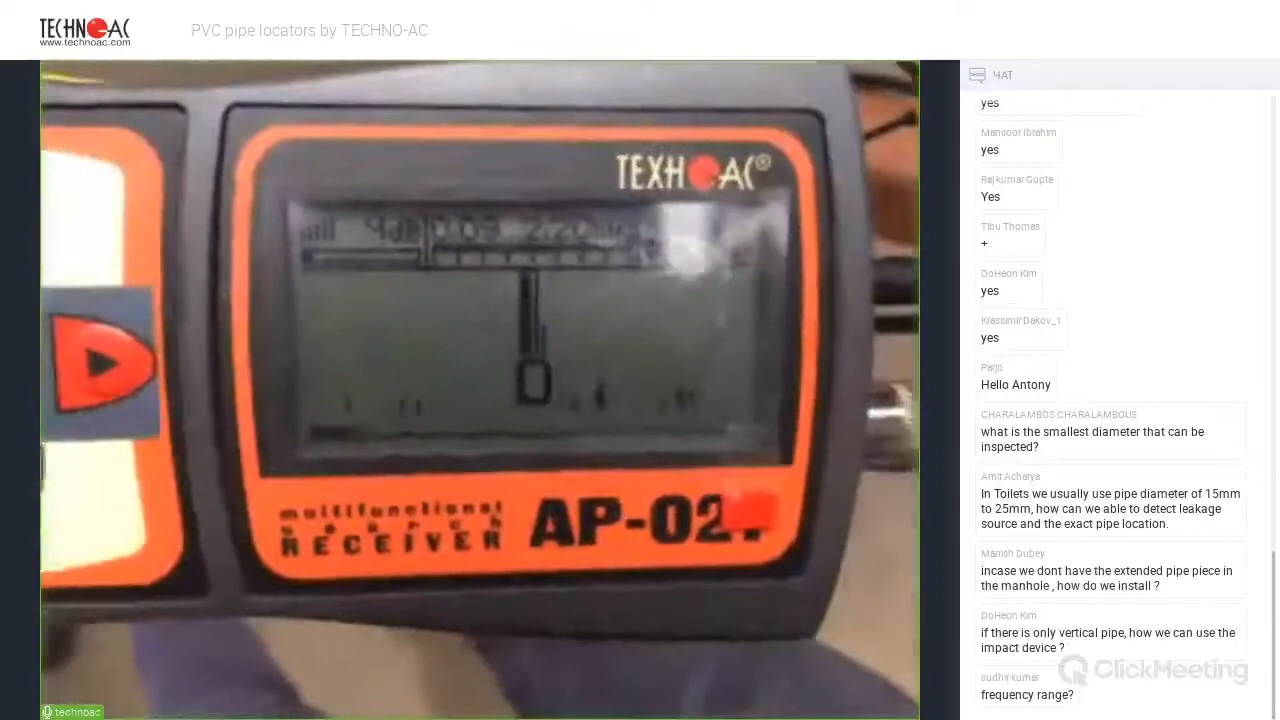 TECHNOAC
www.technoac.com
PVC pipe locators by TECHNO-AC
ЧАТ
yes
Mansoor Ibrahim
yes
Rajkumar Gupta
Yes
Tibu Thomas
+
DoHeon Kim
yes
Krassimir Dakov_1
yes
Parjo
Hello Antony
CHARALAMBOS CHARALAMBOUS
what is the smallest diameter that can be
inspected?
Amit Acharya
In Toilets we usually use pipe diameter of 15mm
to 25mm, how can we able to detect leakage
source and the exact pipe location.
Manish Dubey
incase we dont have the extended pipe piece in
the manhole , how do we install ?
DoHeon Kim
if there is only vertical pipe, how we can use the
impact device ?
sudhir kumar
frequency range?
ClickMeeting
ТЕХНОАС®
multifunctional
search
RECEIVER
technoac